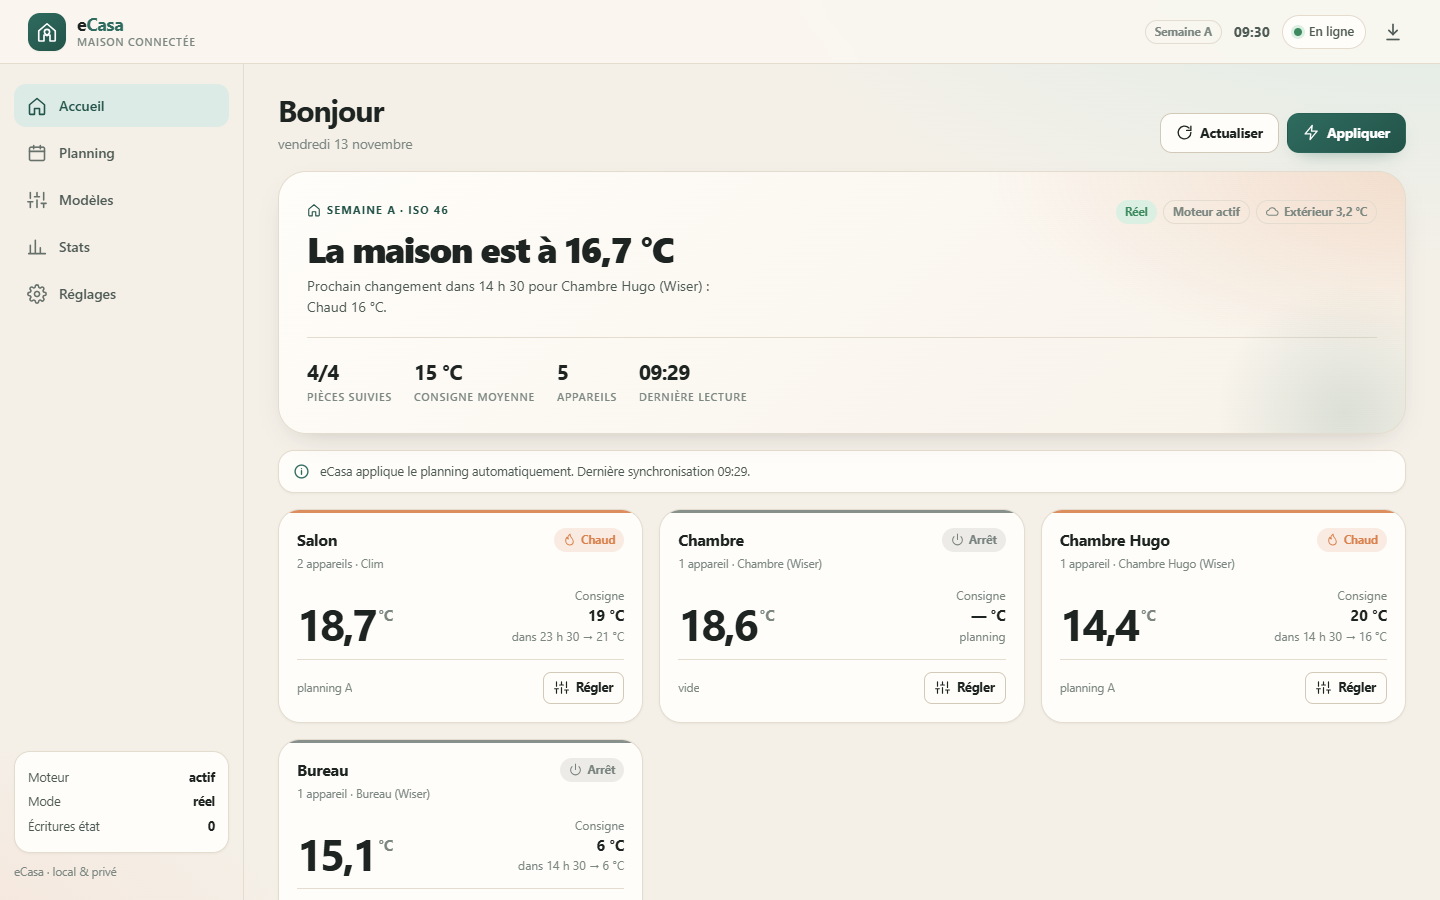 eCasa
MAISON CONNECTÉE
Semaine A
09:30
En ligne
Accueil
Planning
Modèles
Stats
Réglages
Moteur actif
Mode réel
Écritures état 0
eCasa · local & privé
Bonjour
vendredi 13 novembre
Actualiser
Appliquer
SEMAINE A · ISO 46
Réel
Moteur actif
Extérieur 3,2 °C
La maison est à 16,7 °C
Prochain changement dans 14 h 30 pour Chambre Hugo (Wiser) :
Chaud 16 °C.
4/4
PIÈCES SUIVIES
15 °C
CONSIGNE MOYENNE
5
APPAREILS
09:29
DERNIÈRE LECTURE
eCasa applique le planning automatiquement. Dernière synchronisation 09:29.
Salon
Chaud
2 appareils · Clim
18,7 °C
Consigne
19 °C
dans 23 h 30 → 21 °C
planning A
Régler
Chambre
Arrêt
1 appareil · Chambre (Wiser)
18,6 °C
Consigne
— °C
planning
vide
Régler
Chambre Hugo
Chaud
1 appareil · Chambre Hugo (Wiser)
14,4 °C
Consigne
20 °C
dans 14 h 30 → 16 °C
planning A
Régler
Bureau
Arrêt
1 appareil · Bureau (Wiser)
15,1 °C
Consigne
6 °C
dans 14 h 30 → 6 °C